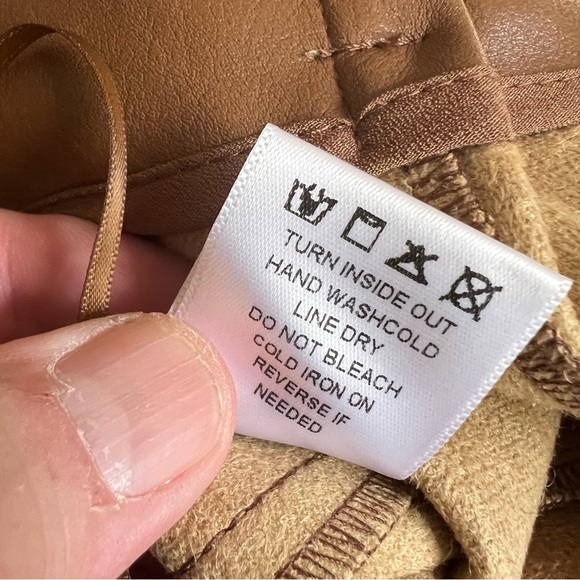 TURN INSIDE OUT
HAND WASHCOLD
LINE DRY
DO NOT BLEACH
COLD IRON ON
REVERSE IF
NEEDED